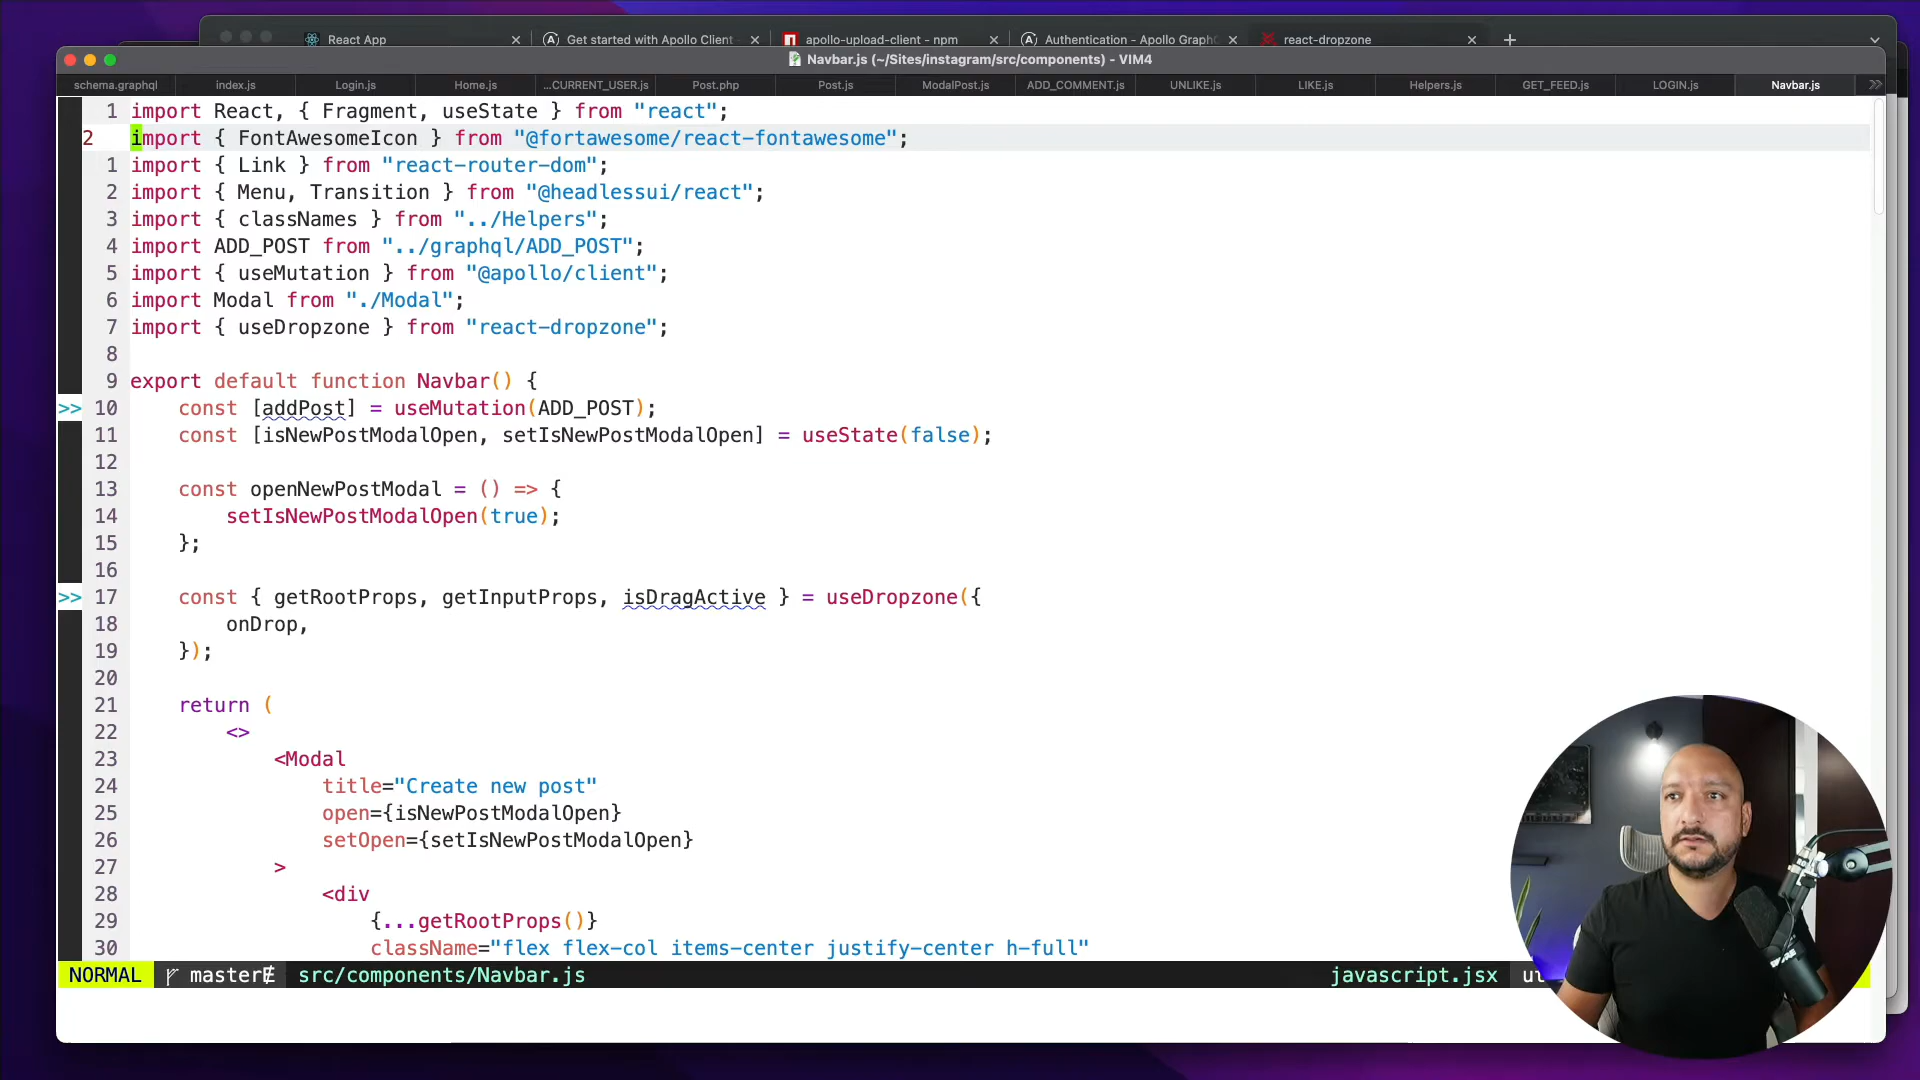 React App
Get started with Apollo Client
apollo-upload-client - npm
Authentication - Apollo GraphC
react-dropzone
Navbar.js (~/Sites/instagram/src/components) - VIM4
schema.graphql
index.js
Login.js
Home.js
...CURRENT_USER.js
Post.php
Post.js
ModalPost.js
ADD_COMMENT.js
UNLIKE.js
LIKE.js
Helpers.js
GET_FEED.js
LOGIN.js
Navbar.js
1 import React, { Fragment, useState } from "react";
2 import { FontAwesomeIcon } from "@fortawesome/react-fontawesome";
1 import { Link } from "react-router-dom";
2 import { Menu, Transition } from "@headlessui/react";
3 import { classNames } from "../Helpers";
4 import ADD_POST from "../graphql/ADD_POST";
5 import { useMutation } from "@apollo/client";
6 import Modal from "./Modal";
7 import { useDropzone } from "react-dropzone";
8
9 export default function Navbar() {
>> 10 const [addPost] = useMutation(ADD_POST);
11 const [isNewPostModalOpen, setIsNewPostModalOpen] = useState(false);
12
13 const openNewPostModal = () => {
14 setIsNewPostModalOpen(true);
15 };
16
>> 17 const { getRootProps, getInputProps, isDragActive } = useDropzone({
18 onDrop,
19 });
20
21 return (
22 <>
23 <Modal
24 title="Create new post"
25 open={isNewPostModalOpen}
26 setOpen={setIsNewPostModalOpen}
27 >
28 <div
29 {...getRootProps()}
30 className="flex flex-col items-center justify-center h-full"
NORMAL master src/components/Navbar.js javascript.jsx